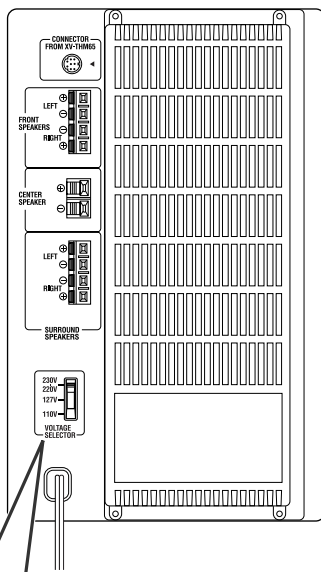 CONNECTOR
FROM XV-THM65
LEFT
FRONT
SPEAKERS
RIGHT
CENTER
SPEAKER
LEFT
RIGHT
SURROUND
SPEAKERS
230V
220V
127V
110V
VOLTAGE
SELECTOR